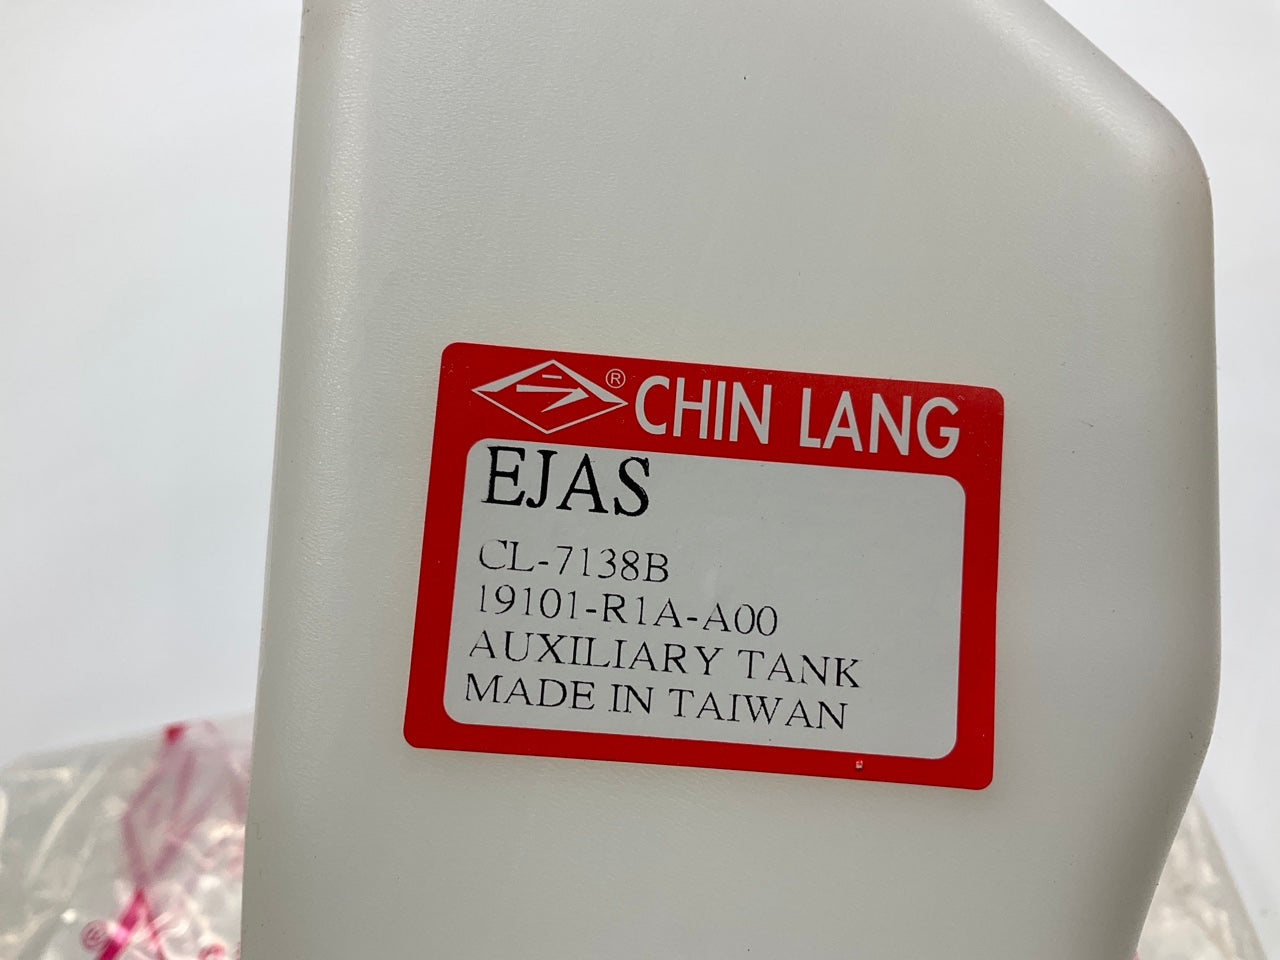 ® CHIN LANG
EJAS
CL-7138B
19101-R1A-A00
AUXILIARY TANK
MADE IN TAIWAN